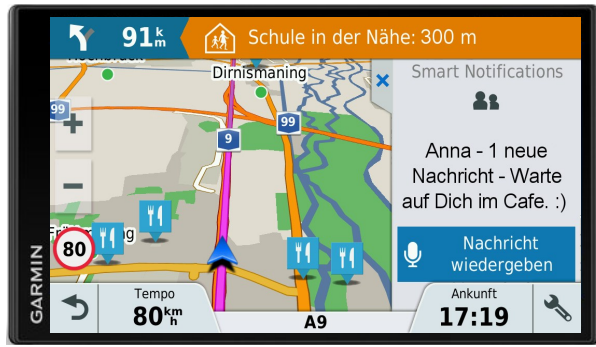 91 km
Schule in der Nähe: 300 m
Dirnismaning
99
99
9
80
Smart Notifications
Anna - 1 neue
Nachricht - Warte
auf Dich im Cafe. :)
Nachricht
wiedergeben
GARMIN
Tempo
80 km/h
A9
Ankunft
17:19